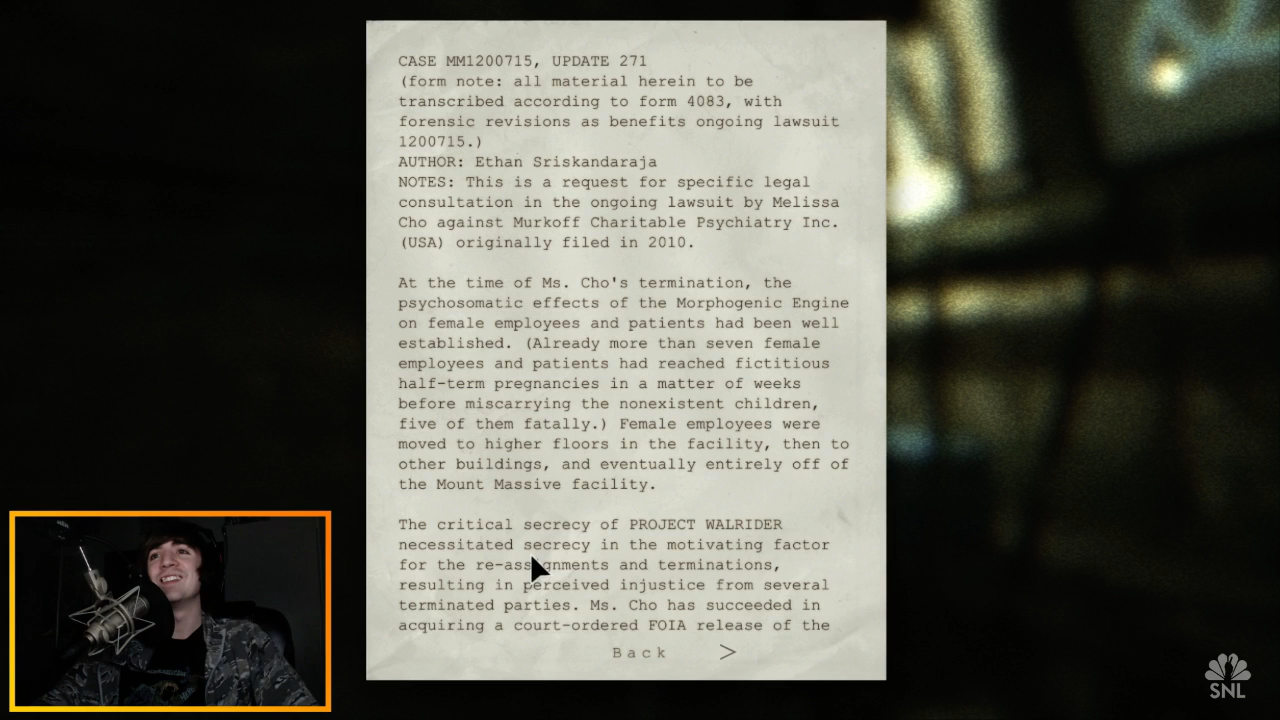 CASE MM1200715, UPDATE 271
(form note: all material herein to be
transcribed according to form 4083, with
forensic revisions as benefits ongoing lawsuit
1200715.)
AUTHOR: Ethan Sriskandaraja
NOTES: This is a request for specific legal
consultation in the ongoing lawsuit by Melissa
Cho against Murkoff Charitable Psychiatry Inc.
(USA) originally filed in 2010.
At the time of Ms. Cho's termination, the
psychosomatic effects of the Morphogenic Engine
on female employees and patients had been well
established. (Already more than seven female
employees and patients had reached fictitious
half-term pregnancies in a matter of weeks
before miscarrying the nonexistent children,
five of them fatally.) Female employees were
moved to higher floors in the facility, then to
other buildings, and eventually entirely off of
the Mount Massive facility.
The critical secrecy of PROJECT WALRIDER
necessitated secrecy in the motivating factor
for the re-assignments and terminations,
resulting in perceived injustice from several
terminated parties. Ms. Cho has succeeded in
acquiring a court-ordered FOIA release of the
Back >
SNL